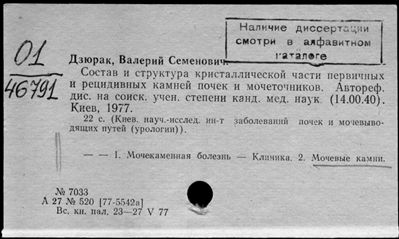 Наличие диссертации
смотри в алфавитном
каталоге
01
46791
Дзюрак, Валерий Семенович.
Состав и структура кристаллической части первичных
и рецидивных камней почек и мочеточников. Автореф.
дис. на соиск. учен. степени канд. мед. наук. (14.00.40).
Киев, 1977.
22 с. (Киев. науч.-исслед. ин-т заболеваний почек и мочевыво-
дящих путей (урологии)).
— — 1. Мочекаменная болезнь — Клиника. 2. Мочевые камни.
№ 7033
А 27 № 520 [77-5542а]
Вс. кн. пал. 23—27 V 77